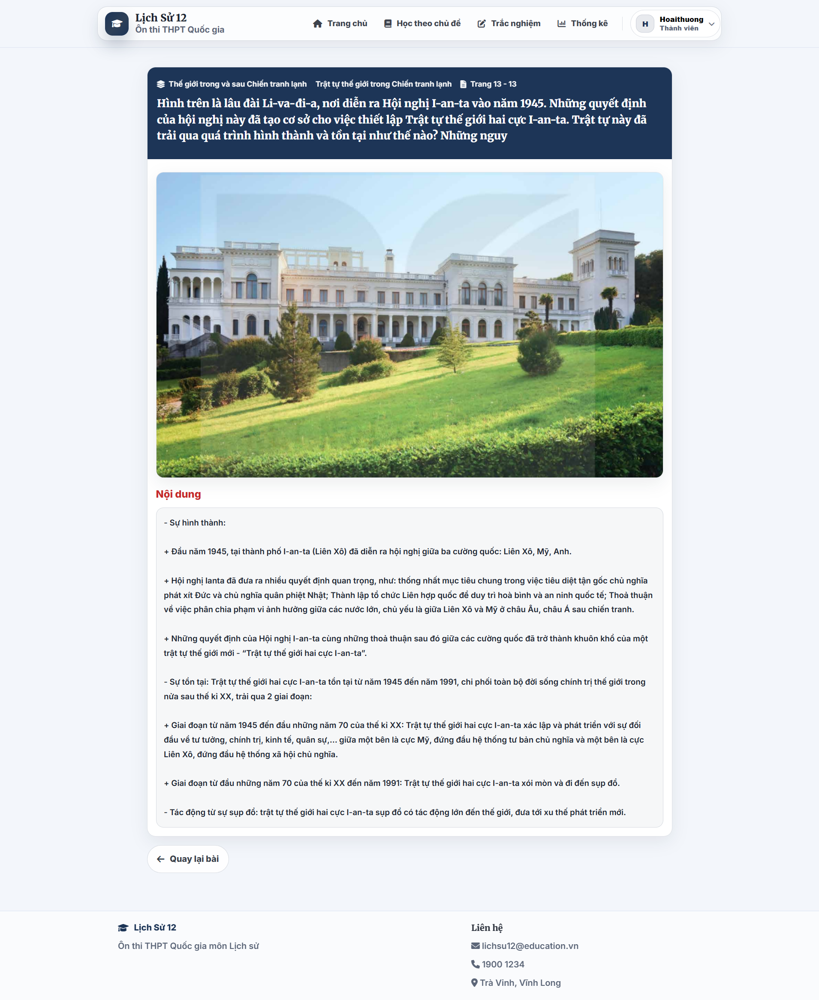 Lịch Sử 12
Ôn thi THPT Quốc gia
Trang chủ
Học theo chủ đề
Trắc nghiệm
Thống kê
H
Hoaithuong
Thành viên
Thế giới trong và sau Chiến tranh lạnh Trật tự thế giới trong Chiến tranh lạnh Trang 13 - 13
Hình trên là lâu đài Li-va-đi-a, nơi diễn ra Hội nghị I-an-ta vào năm 1945. Những quyết định
của hội nghị này đã tạo cơ sở cho việc thiết lập Trật tự thế giới hai cực I-an-ta. Trật tự này đã
trải qua quá trình hình thành và tồn tại như thế nào? Những nguy
Nội dung
- Sự hình thành:
+ Đầu năm 1945, tại thành phố I-an-ta (Liên Xô) đã diễn ra hội nghị giữa ba cường quốc: Liên Xô, Mỹ, Anh.
+ Hội nghị Ianta đã đưa ra nhiều quyết định quan trọng, như: thống nhất mục tiêu chung trong việc tiêu diệt tận gốc chủ nghĩa
phát xít Đức và chủ nghĩa quân phiệt Nhật; Thành lập tổ chức Liên hợp quốc để duy trì hoà bình và an ninh quốc tế; Thoả thuận
về việc phân chia phạm vi ảnh hưởng giữa các nước lớn, chủ yếu là giữa Liên Xô và Mỹ ở châu Âu, châu Á sau chiến tranh.
+ Những quyết định của Hội nghị I-an-ta cùng những thoả thuận sau đó giữa các cường quốc đã trở thành khuôn khổ của một
trật tự thế giới mới - “Trật tự thế giới hai cực I-an-ta”.
- Sự tồn tại: Trật tự thế giới hai cực I-an-ta tồn tại từ năm 1945 đến năm 1991, chi phối toàn bộ đời sống chính trị thế giới trong
nửa sau thế kỉ XX, trải qua 2 giai đoạn:
+ Giai đoạn từ năm 1945 đến đầu những năm 70 của thế kỉ XX: Trật tự thế giới hai cực I-an-ta xác lập và phát triển với sự đối
đầu về tư tưởng, chính trị, kinh tế, quân sự,... giữa một bên là cực Mỹ, đứng đầu hệ thống tư bản chủ nghĩa và một bên là cực
Liên Xô, đứng đầu hệ thống xã hội chủ nghĩa.
+ Giai đoạn từ đầu những năm 70 của thế kỉ XX đến năm 1991: Trật tự thế giới hai cực I-an-ta xói mòn và đi đến sụp đổ.
- Tác động từ sự sụp đổ: trật tự thế giới hai cực I-an-ta sụp đổ có tác động lớn đến thế giới, đưa tới xu thế phát triển mới.
Quay lại bài
Lịch Sử 12
Ôn thi THPT Quốc gia môn Lịch sử
Liên hệ
lichsu12@education.vn
1900 1234
Trà Vinh, Vĩnh Long